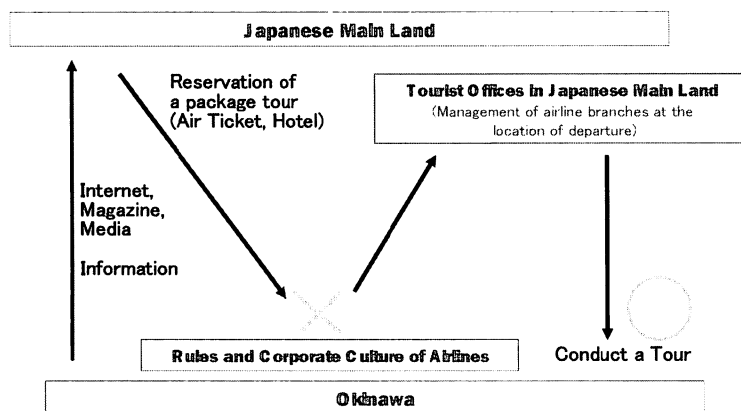 Japanese Main Land
Reservation of
a package tour
(Air Ticket, Hotel)
Tourist Offices in Japanese Main Land
(Management of airline branches at the
location of departure)
Internet,
Magazine,
Media
Information
Rules and Corporate Culture of Airlines
Conduct a Tour
Okinawa